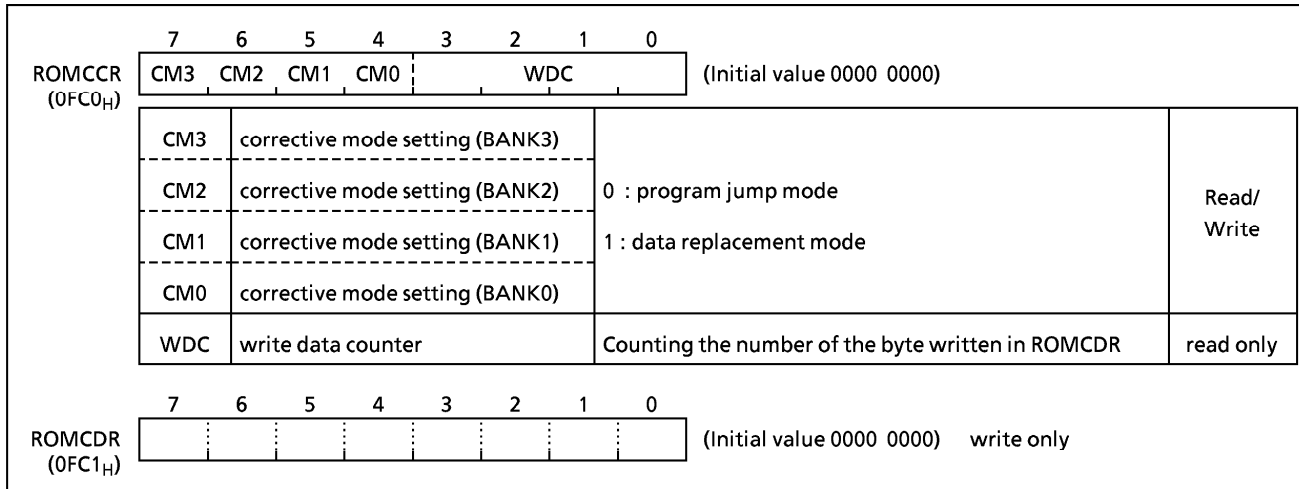 7 6 5 4 3 2 1 0
ROMCCR CM3 CM2 CM1 CM0 WDC (Initial value 0000 0000)
(0FC0H)
CM3 corrective mode setting (BANK3)
CM2 corrective mode setting (BANK2) 0 : program jump mode Read/
CM1 corrective mode setting (BANK1) 1 : data replacement mode Write
CM0 corrective mode setting (BANK0)
WDC write data counter Counting the number of the byte written in ROMCDR read only
7 6 5 4 3 2 1 0
ROMCDR (Initial value 0000 0000) write only
(0FC1H)